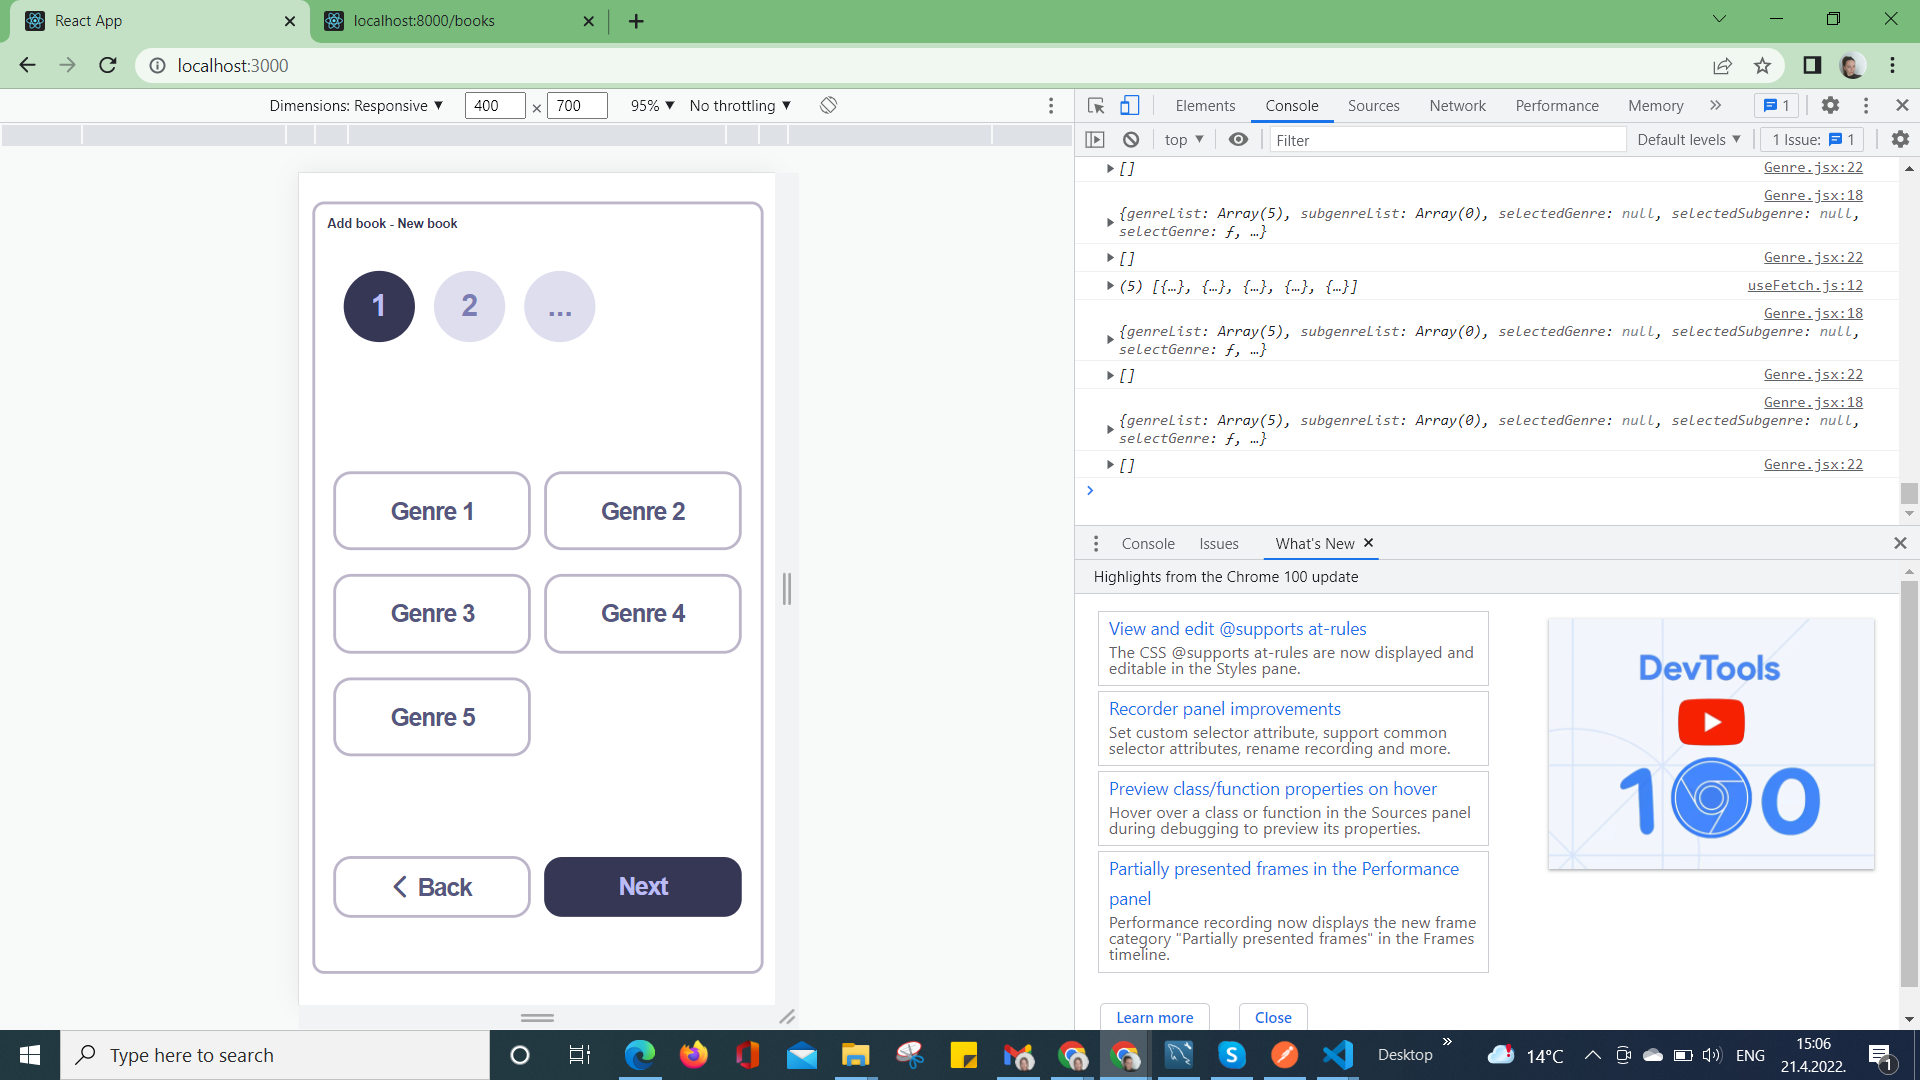 React App
localhost:8000/books
localhost:3000
Dimensions: Responsive ▼ 400 × 700 95% ▼ No throttling ▼
Elements Console Sources Network Performance Memory » 1
top ▼ Filter Default levels ▼ 1 Issue: 1
Add book - New book
1 2 ...
Genre 1 Genre 2
Genre 3 Genre 4
Genre 5
Back Next
[] Genre.jsx:22
Genre.jsx:18
{genreList: Array(5), subgenreList: Array(0), selectedGenre: null, selectedSubgenre: null,
selectGenre: ƒ, …}
[] Genre.jsx:22
(5) [{…}, {…}, {…}, {…}, {…}] useFetch.js:12
Genre.jsx:18
{genreList: Array(5), subgenreList: Array(0), selectedGenre: null, selectedSubgenre: null,
selectGenre: ƒ, …}
[] Genre.jsx:22
Genre.jsx:18
{genreList: Array(5), subgenreList: Array(0), selectedGenre: null, selectedSubgenre: null,
selectGenre: ƒ, …}
[] Genre.jsx:22
Console Issues What's New
Highlights from the Chrome 100 update
View and edit @supports at-rules
The CSS @supports at-rules are now displayed and
editable in the Styles pane.
Recorder panel improvements
Set custom selector attribute, support common
selector attributes, rename recording and more.
Preview class/function properties on hover
Hover over a class or function in the Sources panel
during debugging to preview its properties.
Partially presented frames in the Performance
panel
Performance recording now displays the new frame
category "Partially presented frames" in the Frames
timeline.
Learn more Close
DevTools
100
Type here to search
Desktop »
14°C
ENG
15:06
21.4.2022.
1